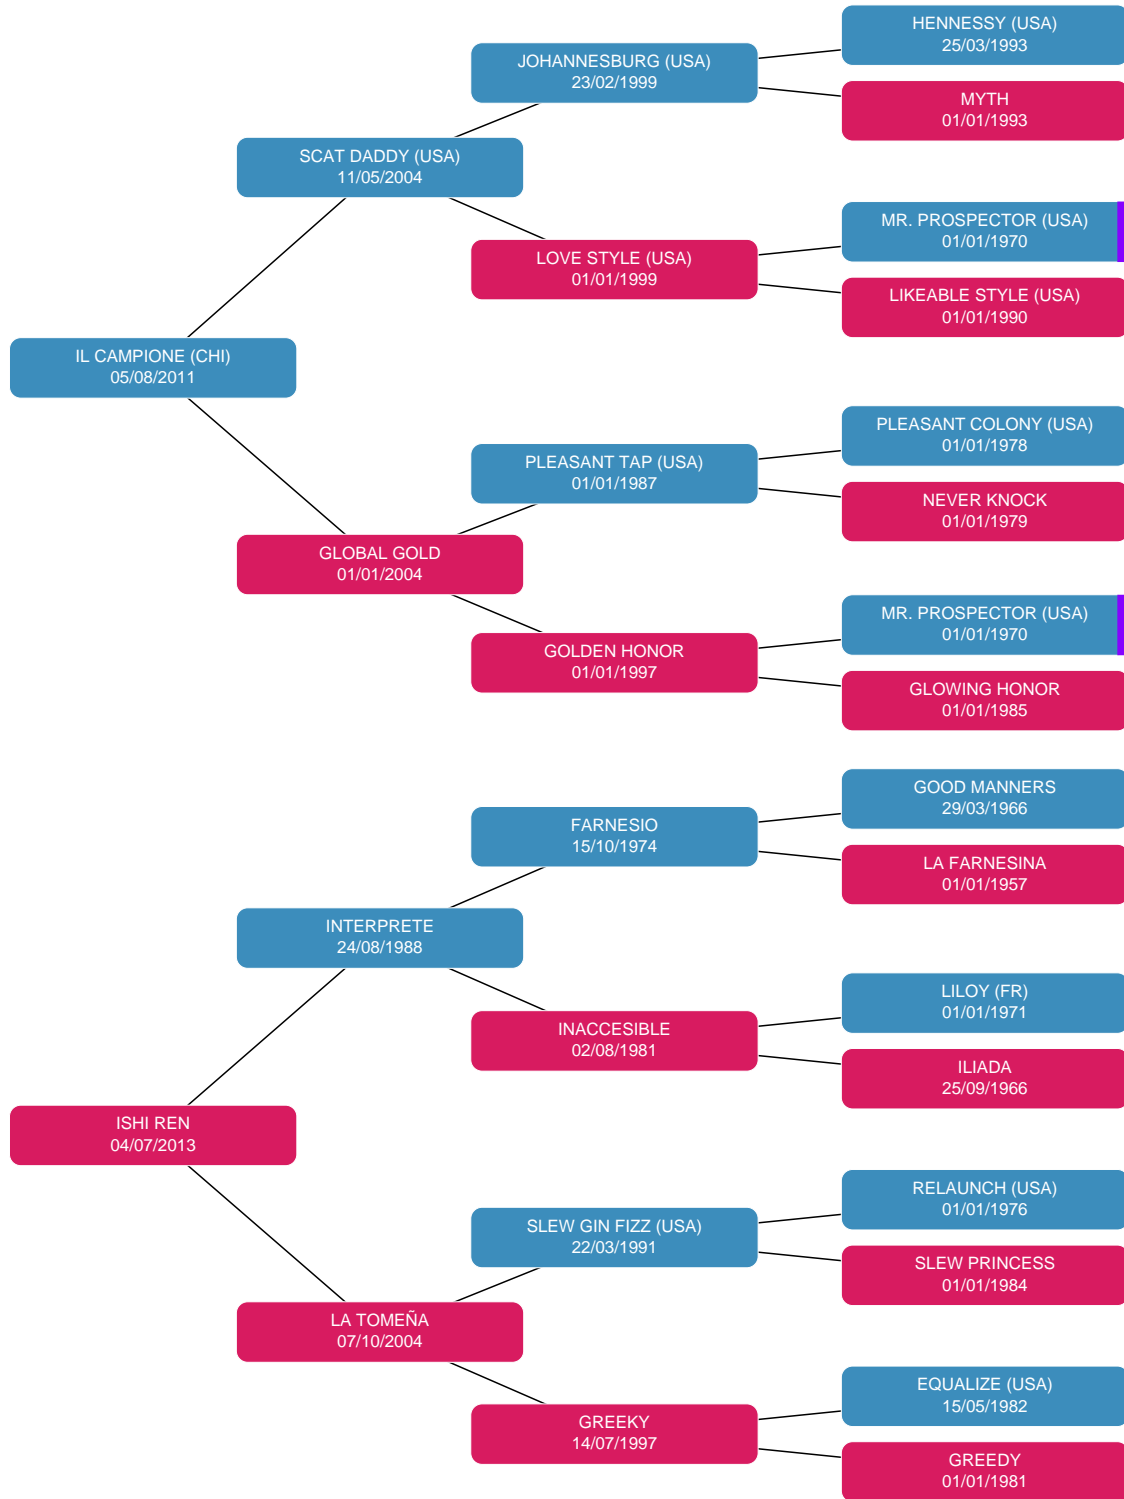 HENNESSY (USA)
25/03/1993
JOHANNESBURG (USA)
23/02/1999
MYTH
01/01/1993
SCAT DADDY (USA)
11/05/2004
MR. PROSPECTOR (USA)
01/01/1970
LOVE STYLE (USA)
01/01/1999
LIKEABLE STYLE (USA)
01/01/1990
IL CAMPIONE (CHI)
05/08/2011
PLEASANT COLONY (USA)
01/01/1978
PLEASANT TAP (USA)
01/01/1987
NEVER KNOCK
01/01/1979
GLOBAL GOLD
01/01/2004
MR. PROSPECTOR (USA)
01/01/1970
GOLDEN HONOR
01/01/1997
GLOWING HONOR
01/01/1985
GOOD MANNERS
29/03/1966
FARNESIO
15/10/1974
LA FARNESINA
01/01/1957
INTERPRETE
24/08/1988
LILOY (FR)
01/01/1971
INACCESIBLE
02/08/1981
ILIADA
25/09/1966
ISHI REN
04/07/2013
RELAUNCH (USA)
01/01/1976
SLEW GIN FIZZ (USA)
22/03/1991
SLEW PRINCESS
01/01/1984
LA TOMEÑA
07/10/2004
EQUALIZE (USA)
15/05/1982
GREEKY
14/07/1997
GREEDY
01/01/1981